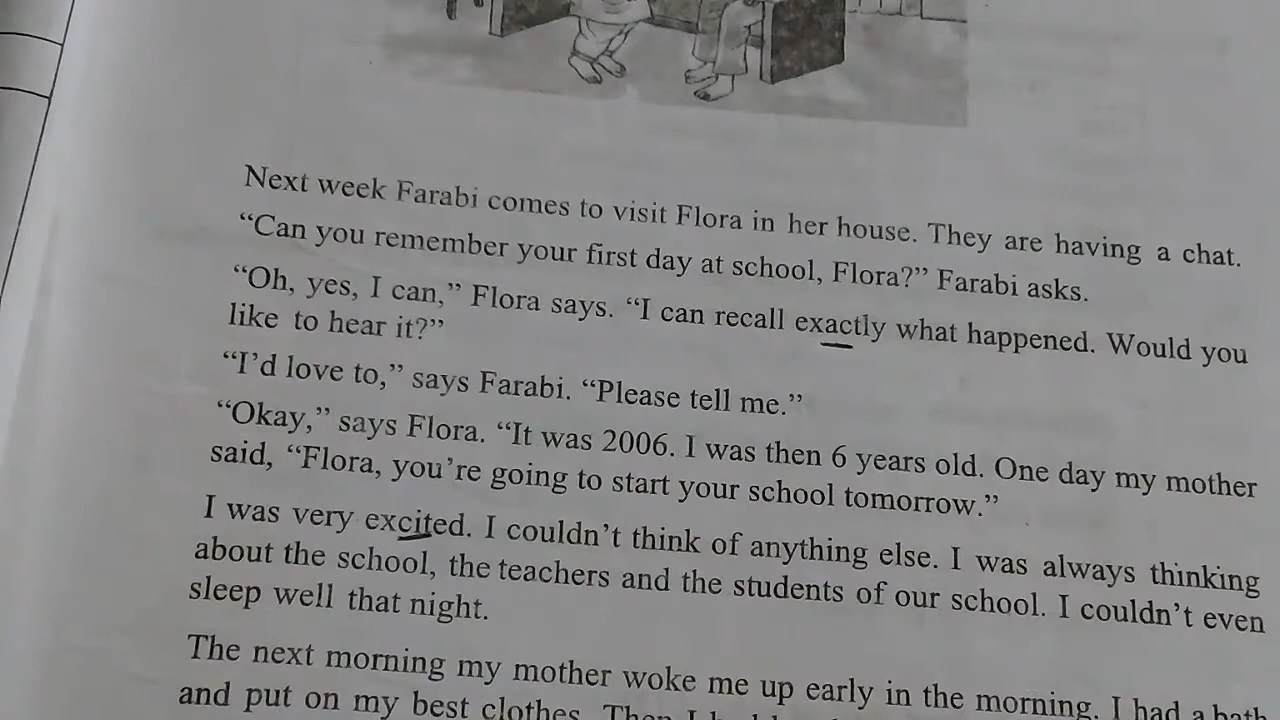 Next week Farabi comes to visit Flora in her house. They are having a chat.
“Can you remember your first day at school, Flora?” Farabi asks.
“Oh, yes, I can,” Flora says. “I can recall exactly what happened. Would you
like to hear it?”
“I’d love to,” says Farabi. “Please tell me.”
“Okay,” says Flora. “It was 2006. I was then 6 years old. One day my mother
said, “Flora, you’re going to start your school tomorrow.”
I was very excited. I couldn’t think of anything else. I was always thinking
about the school, the teachers and the students of our school. I couldn’t even
sleep well that night.
The next morning my mother woke me up early in the morning. I had a bath
and put on my best clothes. Then I